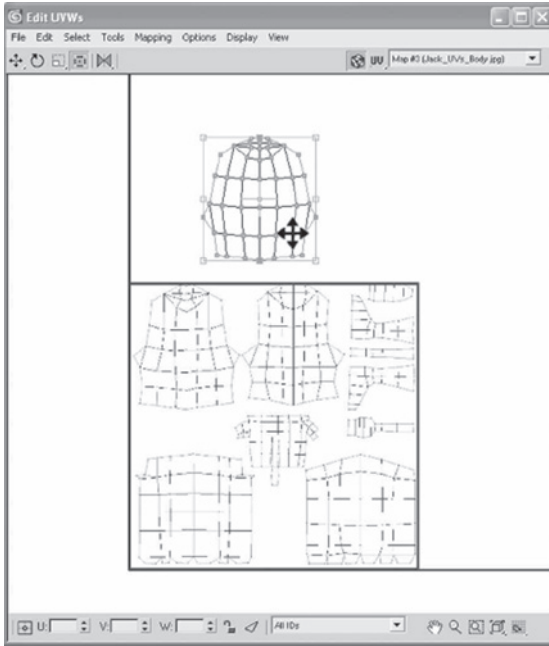 Edit UVWs
File Edit Select Tools Mapping Options Display View
UV Map #3 (Jack_UVs_Body.jpg)
U: V: W: All IDs